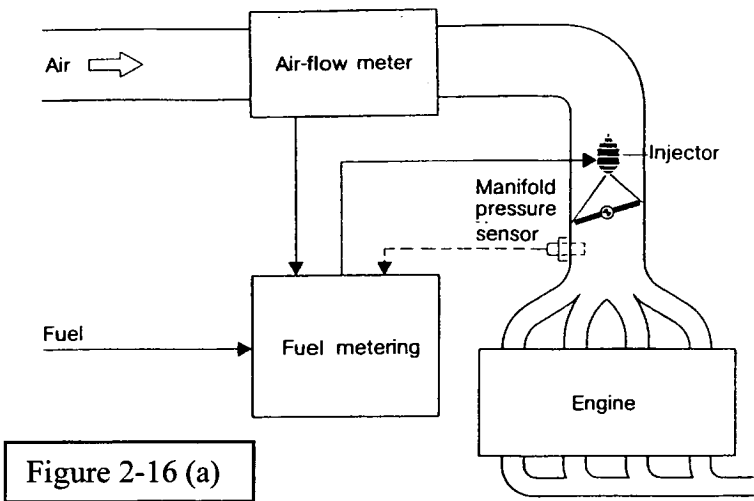 Air
Air-flow meter
Injector
Manifold
pressure
sensor
Fuel
Fuel metering
Engine
Figure 2-16 (a)